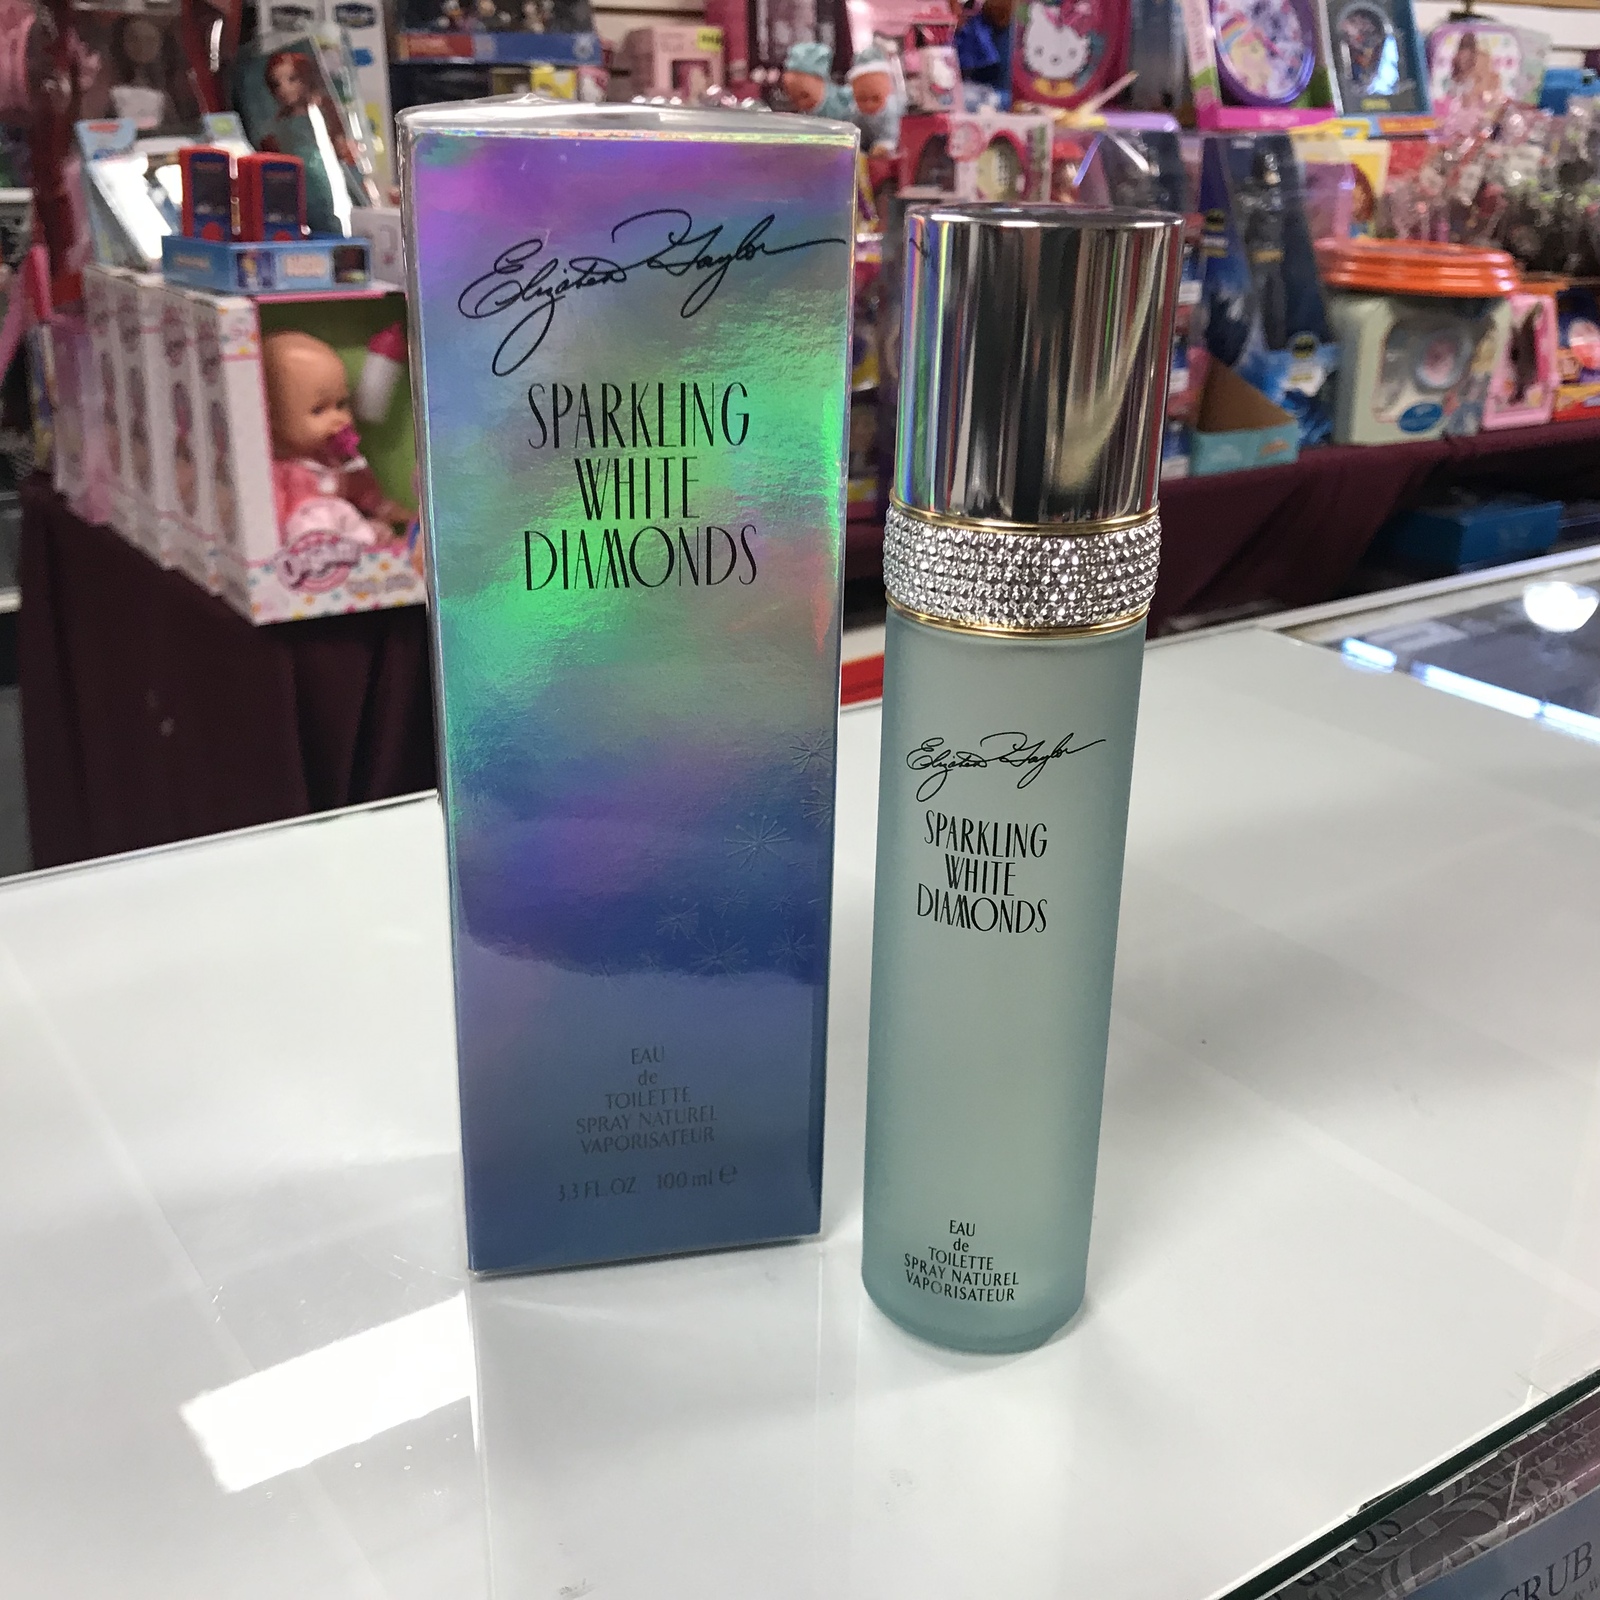 Elizabeth Taylor
SPARKLING
WHITE
DIAMONDS
EAU
de
TOILETTE
SPRAY NATUREL
VAPORISATEUR
3.3 FL. OZ. 100 ml ℮
Elizabeth Taylor
SPARKLING
WHITE
DIAMONDS
EAU
de
TOILETTE
SPRAY NATUREL
VAPORISATEUR